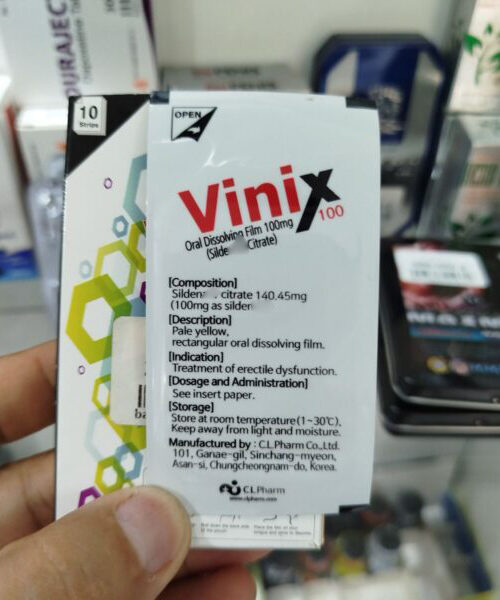 10
Strips
OPEN
Vinix
100
Oral Dissolving Film 100mg
Citrate)
[Composition]
citrate 140.45mg
(100mg as
[Description]
Pale yellow,
rectangular oral dissolving film.
[Indication]
Treatment of erectile dysfunction.
[Dosage and Administration]
See insert paper.
[Storage]
Store at room temperature(1~30℃).
Keep away from light and moisture.
Manufactured by : C.L.Pharm Co., Ltd.
101, Ganae-gil, Sinchang-myeon,
Asan-si, Chungcheongnam-do, Korea.
CLPharm
www.clpharm.com